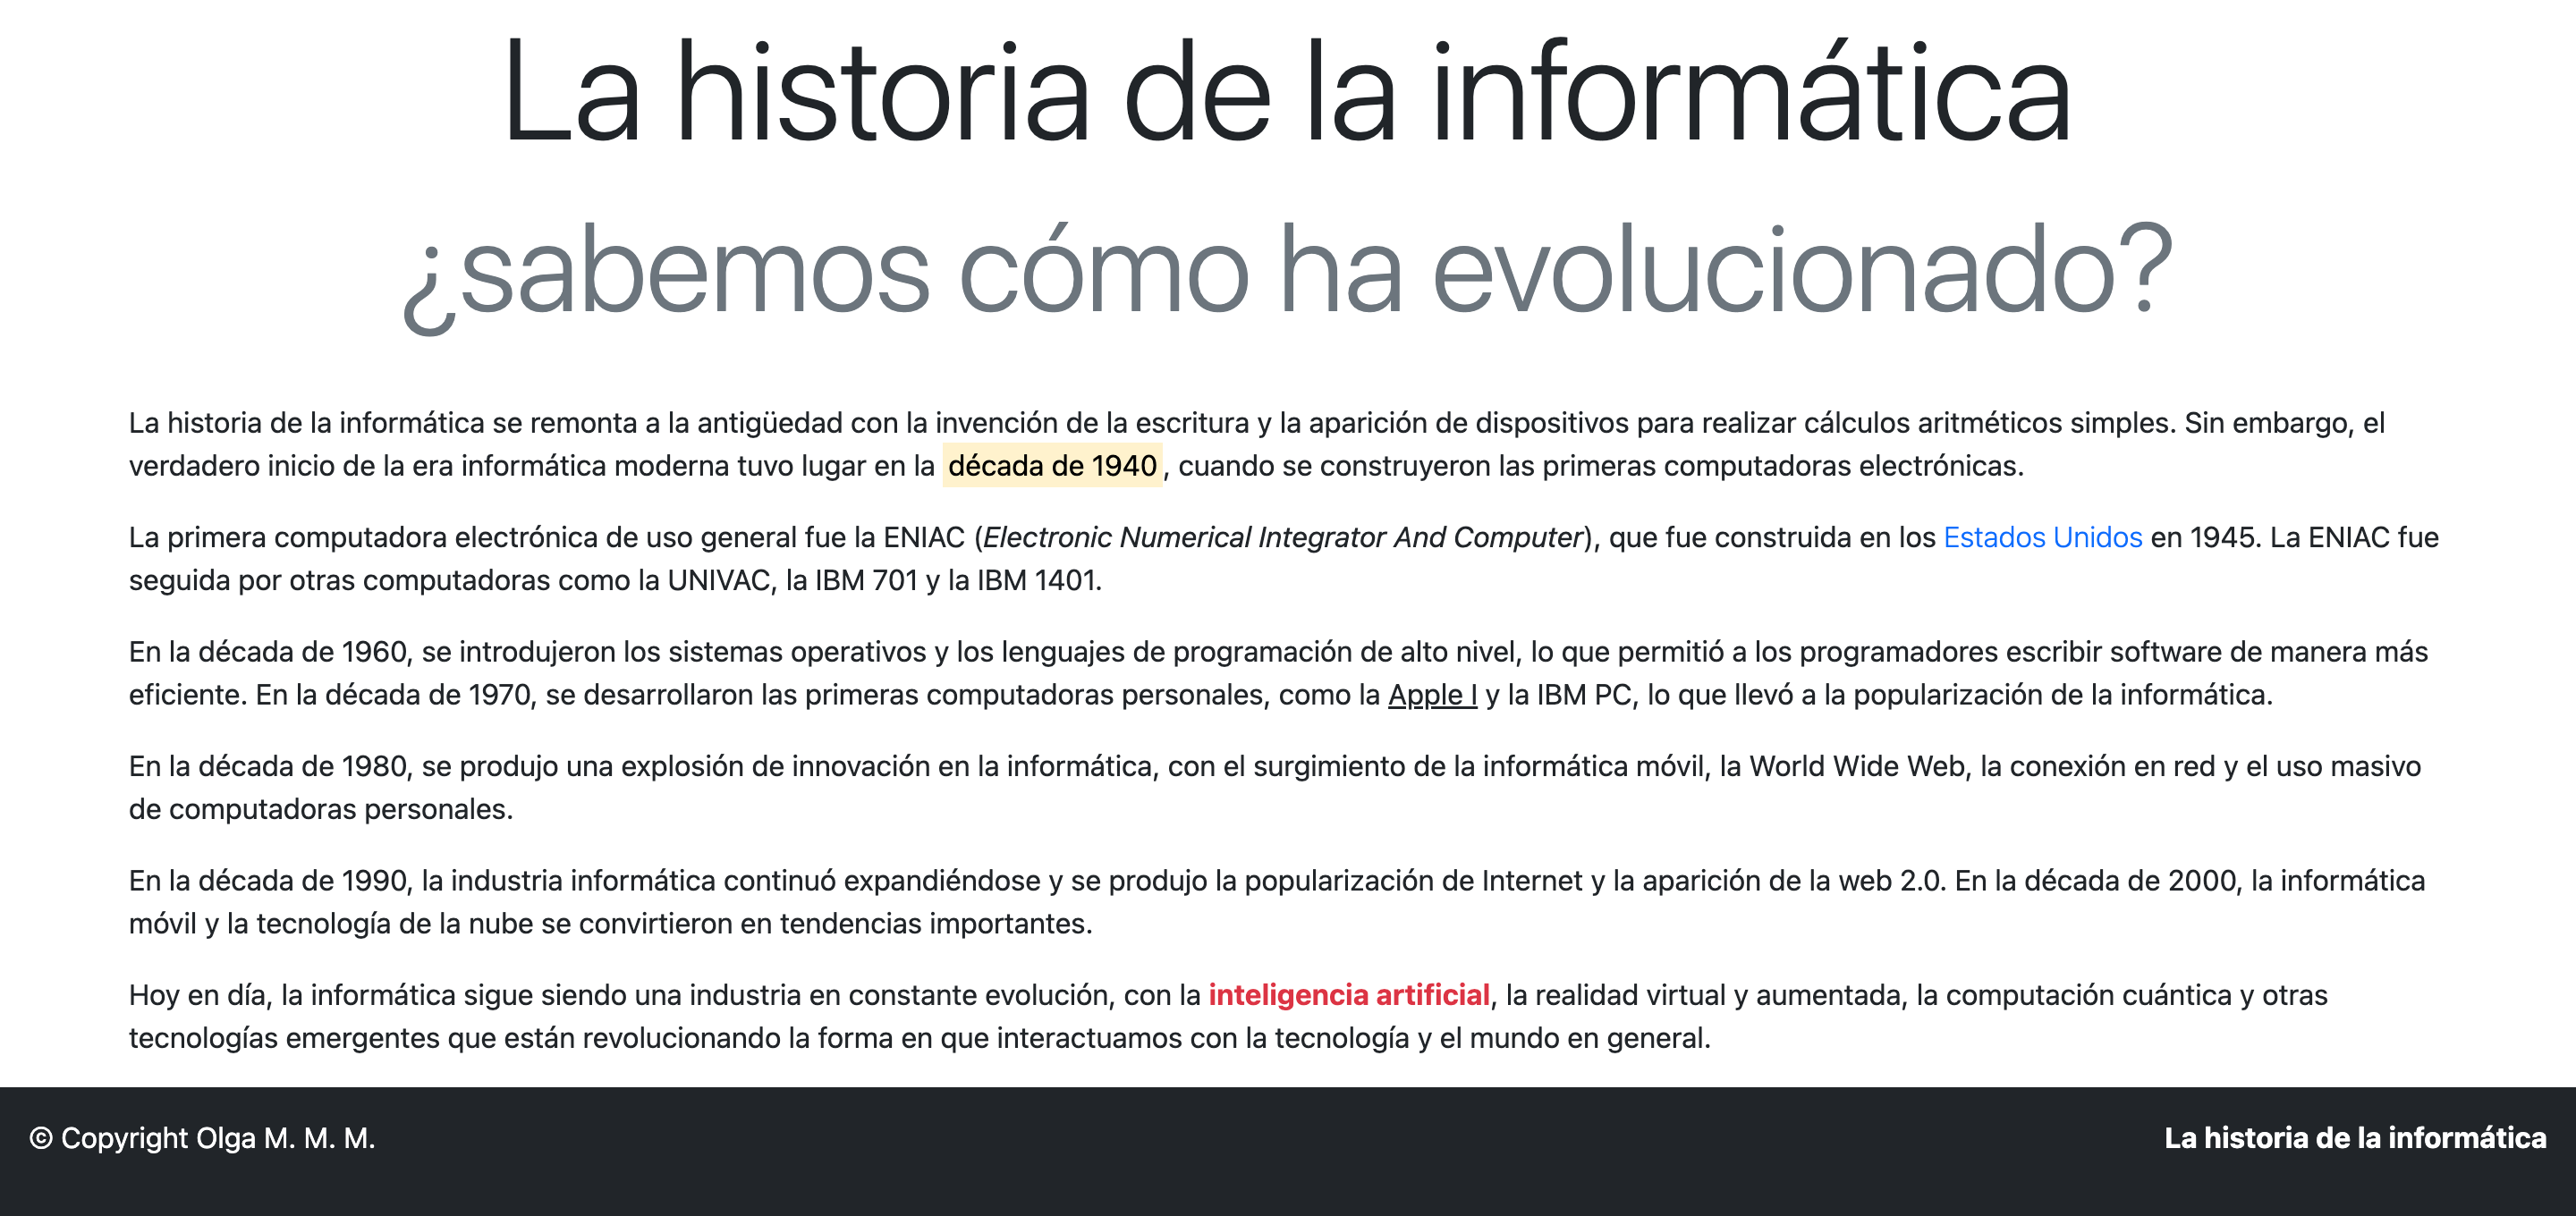 La historia de la informática
¿sabemos cómo ha evolucionado?
La historia de la informática se remonta a la antigüedad con la invención de la escritura y la aparición de dispositivos para realizar cálculos aritméticos simples. Sin embargo, el
verdadero inicio de la era informática moderna tuvo lugar en la década de 1940, cuando se construyeron las primeras computadoras electrónicas.
La primera computadora electrónica de uso general fue la ENIAC (Electronic Numerical Integrator And Computer), que fue construida en los Estados Unidos en 1945. La ENIAC fue
seguida por otras computadoras como la UNIVAC, la IBM 701 y la IBM 1401.
En la década de 1960, se introdujeron los sistemas operativos y los lenguajes de programación de alto nivel, lo que permitió a los programadores escribir software de manera más
eficiente. En la década de 1970, se desarrollaron las primeras computadoras personales, como la Apple I y la IBM PC, lo que llevó a la popularización de la informática.
En la década de 1980, se produjo una explosión de innovación en la informática, con el surgimiento de la informática móvil, la World Wide Web, la conexión en red y el uso masivo
de computadoras personales.
En la década de 1990, la industria informática continuó expandiéndose y se produjo la popularización de Internet y la aparición de la web 2.0. En la década de 2000, la informática
móvil y la tecnología de la nube se convirtieron en tendencias importantes.
Hoy en día, la informática sigue siendo una industria en constante evolución, con la inteligencia artificial, la realidad virtual y aumentada, la computación cuántica y otras
tecnologías emergentes que están revolucionando la forma en que interactuamos con la tecnología y el mundo en general.
© Copyright Olga M. M. M.
La historia de la informática